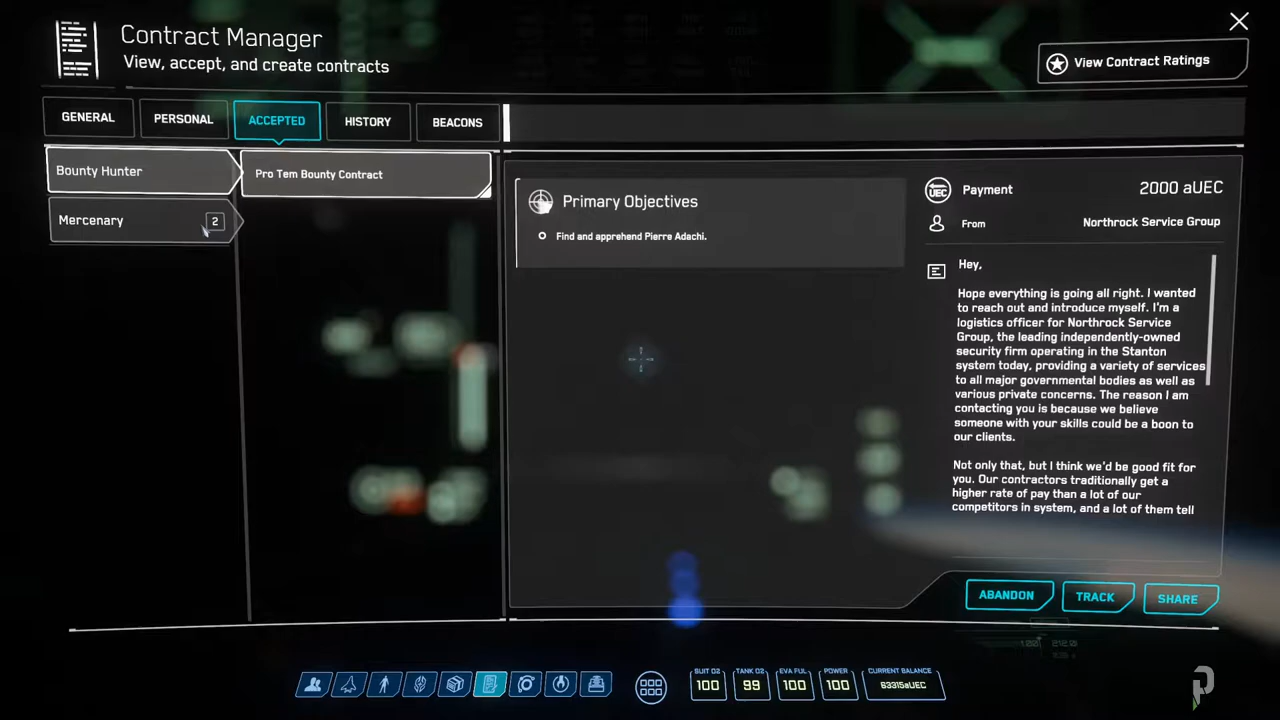 Contract Manager
View, accept, and create contracts
View Contract Ratings
GENERAL
PERSONAL
ACCEPTED
HISTORY
BEACONS
Bounty Hunter
Mercenary
2
Pro Tem Bounty Contract
Primary Objectives
Find and apprehend Pierre Adachi.
UEC
Payment
2000 aUEC
From
Northrock Service Group
Hey,
Hope everything is going all right. I wanted
to reach out and introduce myself. I'm a
logistics officer for Northrock Service
Group, the leading independently-owned
security firm operating in the Stanton
system today, providing a variety of services
to all major governmental bodies as well as
various private concerns. The reason I am
contacting you is because we believe
someone with your skills could be a boon to
our clients.
Not only that, but I think we'd be good fit for
you. Our contractors traditionally get a
higher rate of pay than a lot of our
competitors in system, and a lot of them tell
ABANDON
TRACK
SHARE
SUIT O2
100
TANK O2
99
EVA FUL
100
POWER
100
CURRENT BALANCE
63315aUEC